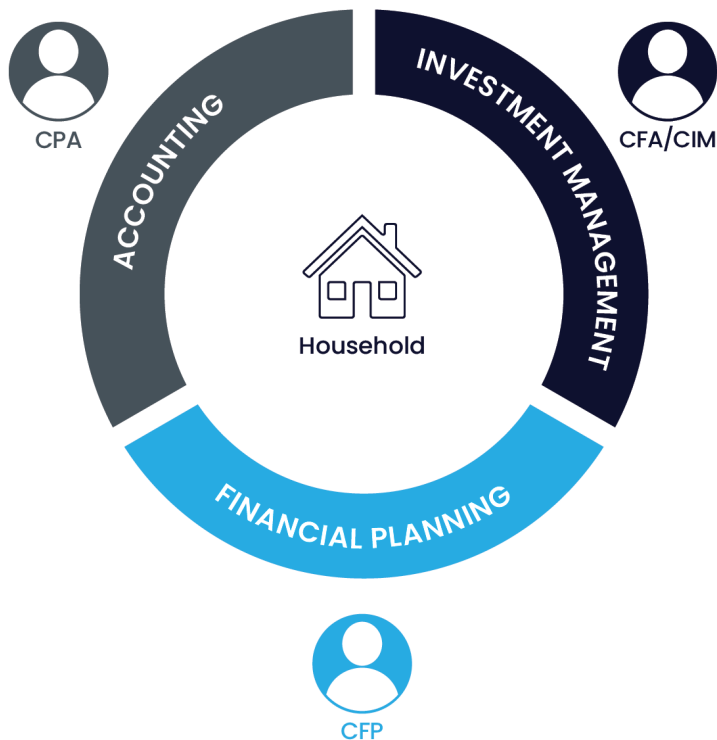 CPA
ACCOUNTING
INVESTMENT MANAGEMENT
CFA/CIM
Household
FINANCIAL PLANNING
CFP